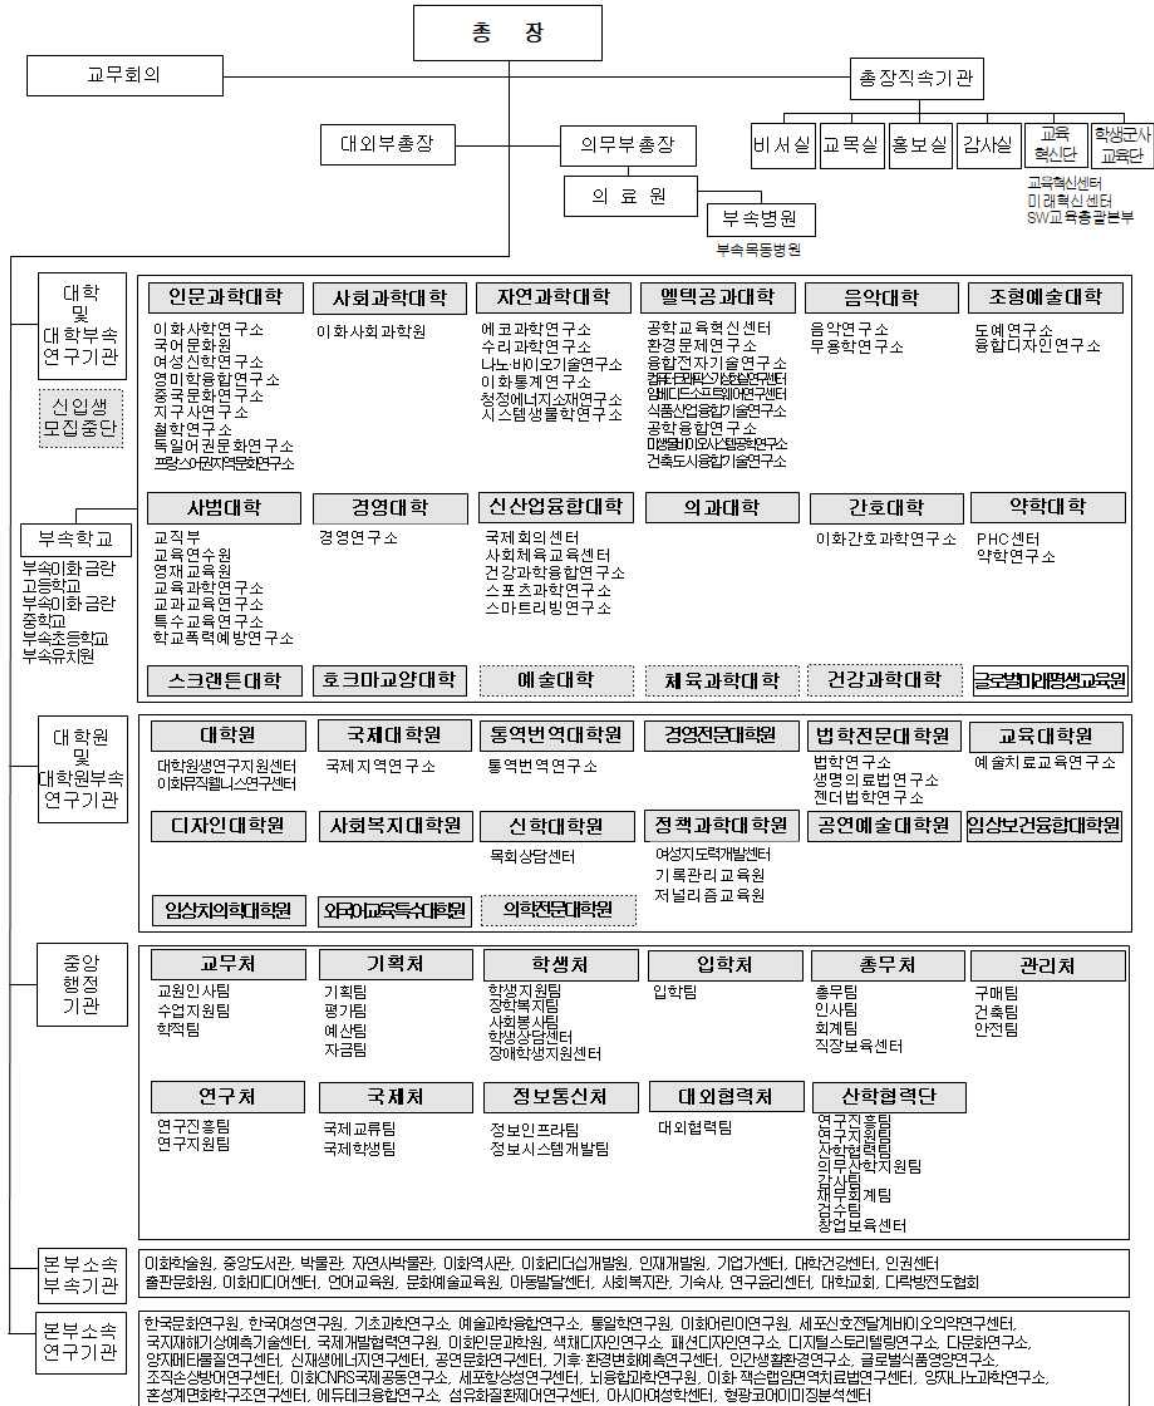 총 장
교무회의
총장직속기관
대외부총장
의무부총장
비서실
교목실
홍보실
감사실
교육
혁신단
학생군사
교육단
교육혁신센터
미래혁신센터
SW교육총괄본부
의 료 원
부속병원
부속목동병원
대학
및
대학부속
연구기관
신입생
모집중단
인문과학대학
이화사학연구소
국어문화원
여성신학연구소
영미학융합연구소
중국문화연구소
지구사연구소
철학연구소
독일어권문화연구소
프랑스어권지역문화연구소
사회과학대학
이화사회과학원
자연과학대학
에코과학연구소
수리과학연구소
나노·바이오기술연구소
이화통계연구소
청정에너지소재연구소
시스템생물학연구소
엘텍공과대학
공학교육혁신센터
환경문제연구소
융합전자기술연구소
컴퓨터그래픽스/가상현실연구센터
임베디드소프트웨어연구센터
식품산업융합기술연구소
공학융합연구소
미생물바이오시스템공학연구소
건축도시융합기술연구소
음악대학
음악연구소
무용학연구소
조형예술대학
도예연구소
융합디자인연구소
부속학교
부속이화금란
고등학교
부속이화금란
중학교
부속초등학교
부속유치원
사범대학
교직부
교육연수원
영재교육원
교육과학연구소
교과교육연구소
특수교육연구소
학교폭력예방연구소
경영대학
경영연구소
신산업융합대학
국제회의센터
사회체육교육센터
건강과학융합연구소
스포츠과학연구소
스마트리빙연구소
의과대학
간호대학
이화간호과학연구소
약학대학
PHC센터
약학연구소
스크랜튼대학
호크마교양대학
예술대학
체육과학대학
건강과학대학
글로벌미래평생교육원
대학원
및
대학원부속
연구기관
대학원
대학원생연구지원센터
이화뮤직웰니스연구센터
국제대학원
국제지역연구소
통역번역대학원
통역번역연구소
경영전문대학원
법학전문대학원
법학연구소
생명의료법연구소
젠더법학연구소
교육대학원
예술치료교육연구소
디자인대학원
사회복지대학원
신학대학원
목회상담센터
정책과학대학원
여성지도력개발센터
기록관리교육원
저널리즘교육원
공연예술대학원
임상보건융합대학원
임상치의학대학원
외국어교육특수대학원
의학전문대학원
중앙
행정
기관
교무처
교원인사팀
수업지원팀
학적팀
기획처
기획팀
평가팀
예산팀
자금팀
학생처
학생지원팀
장학복지팀
사회봉사팀
학생상담센터
장애학생지원센터
입학처
입학팀
총무처
총무팀
인사팀
회계팀
직장보육센터
관리처
구매팀
건축팀
안전팀
연구처
연구진흥팀
연구지원팀
국제처
국제교류팀
국제학생팀
정보통신처
정보인프라팀
정보시스템개발팀
대외협력처
대외협력팀
산학협력단
연구진흥팀
연구지원팀
산학협력팀
의무산학지원팀
감사팀
재무회계팀
검수팀
창업보육센터
본부소속
부속기관
이화학술원, 중앙도서관, 박물관, 자연사박물관, 이화역사관, 이화리더십개발원, 인재개발원, 기업가센터, 대학건강센터, 인권센터
출판문화원, 이화미디어센터, 언어교육원, 문화예술교육원, 아동발달센터, 사회복지관, 기숙사, 연구윤리센터, 대학교회, 다락방전도협회
본부소속
연구기관
한국문화연구원, 한국여성연구원, 기초과학연구소, 예술과학융합연구소, 통일학연구원, 이화어린이연구원, 세포신호전달계바이오의약연구센터,
국지재해기상예측기술센터, 국제개발협력연구원, 이화인문과학원, 색채디자인연구소, 패션디자인연구소, 디지털스토리텔링연구소, 다문화연구소,
양자메타물질연구센터, 신재생에너지연구센터, 공연문화연구센터, 기후·환경변화예측연구센터, 인간생활환경연구소, 글로벌식품영양연구소,
조직손상방어연구센터, 이화CNRS국제공동연구소, 세포항상성연구센터, 뇌융합과학연구원, 이화·잭슨랩암면역치료법연구센터, 양자나노과학연구소,
혼성계면화학구조연구센터, 에듀테크융합연구소, 섬유화질환제어연구센터, 아시아여성학센터, 형광코어이미징분석센터